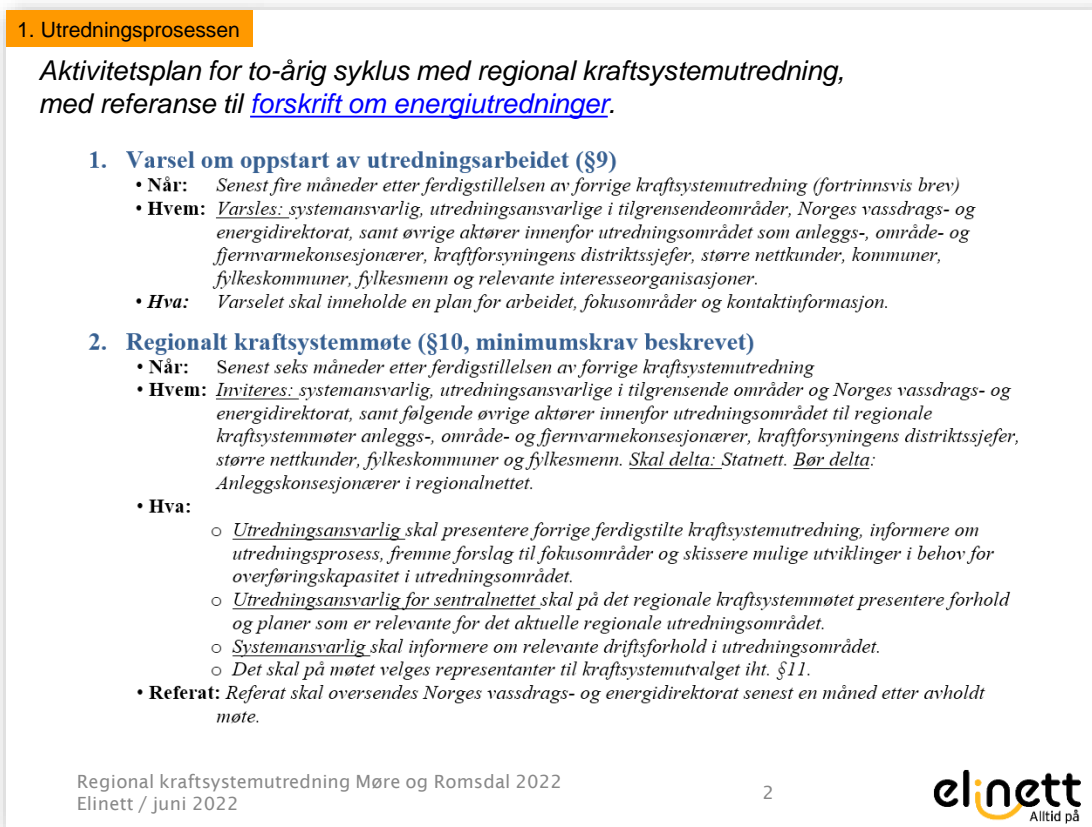 1. Utredningsprosessen
Aktivitetsplan for to-årig syklus med regional kraftsystemutredning,
med referanse til forskrift om energiutredninger.
1. Varsel om oppstart av utredningsarbeidet (§9)
• Når: Senest fire måneder etter ferdigstillelsen av forrige kraftsystemutredning (fortrinnsvis brev)
• Hvem: Varsles: systemansvarlig, utredningsansvarlige i tilgrensendeområder, Norges vassdrags- og
energidirektorat, samt øvrige aktører innenfor utredningsområdet som anleggs-, område- og
fjernvarmekonsesjonærer, kraftforsyningens distriktssjefer, større nettkunder, kommuner,
fylkeskommuner, fylkesmenn og relevante interesseorganisasjoner.
• Hva: Varselet skal inneholde en plan for arbeidet, fokusområder og kontaktinformasjon.
2. Regionalt kraftsystemmøte (§10, minimumskrav beskrevet)
• Når: Senest seks måneder etter ferdigstillelsen av forrige kraftsystemutredning
• Hvem: Inviteres: systemansvarlig, utredningsansvarlige i tilgrensende områder og Norges vassdrags- og
energidirektorat, samt følgende øvrige aktører innenfor utredningsområdet til regionale
kraftsystemmøter anleggs-, område- og fjernvarmekonsesjonærer, kraftforsyningens distriktssjefer,
større nettkunder, fylkeskommuner og fylkesmenn. Skal delta: Statnett. Bør delta:
Anleggskonsesjonærer i regionalnettet.
• Hva:
o Utredningsansvarlig skal presentere forrige ferdigstilte kraftsystemutredning, informere om
utredningsprosess, fremme forslag til fokusområder og skissere mulige utviklinger i behov for
overføringskapasitet i utredningsområdet.
o Utredningsansvarlig for sentralnettet skal på det regionale kraftsystemmøtet presentere forhold
og planer som er relevante for det aktuelle regionale utredningsområdet.
o Systemansvarlig skal informere om relevante driftsforhold i utredningsområdet.
o Det skal på møtet velges representanter til kraftsystemutvalget iht. §11.
• Referat: Referat skal oversendes Norges vassdrags- og energidirektorat senest en måned etter avholdt
møte.
Regional kraftsystemutredning Møre og Romsdal 2022
Elinett / juni 2022
2
elinett
Alltid på